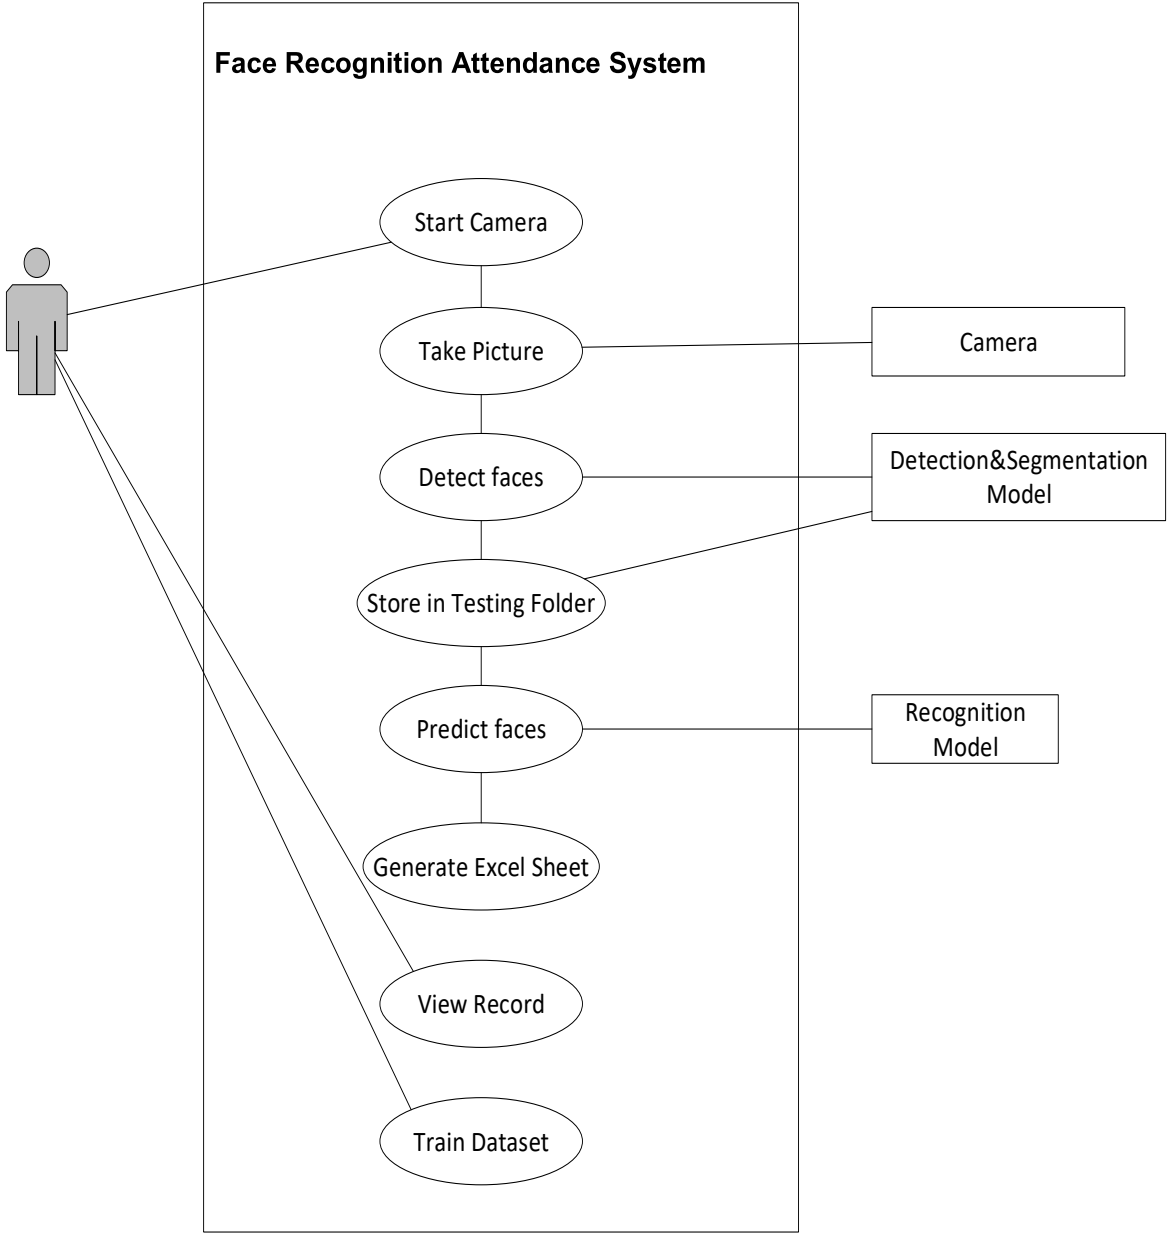 Face Recognition Attendance System
Start Camera
Take Picture
Camera
Detect faces
Detection&Segmentation
Model
Store in Testing Folder
Predict faces
Recognition
Model
Generate Excel Sheet
View Record
Train Dataset